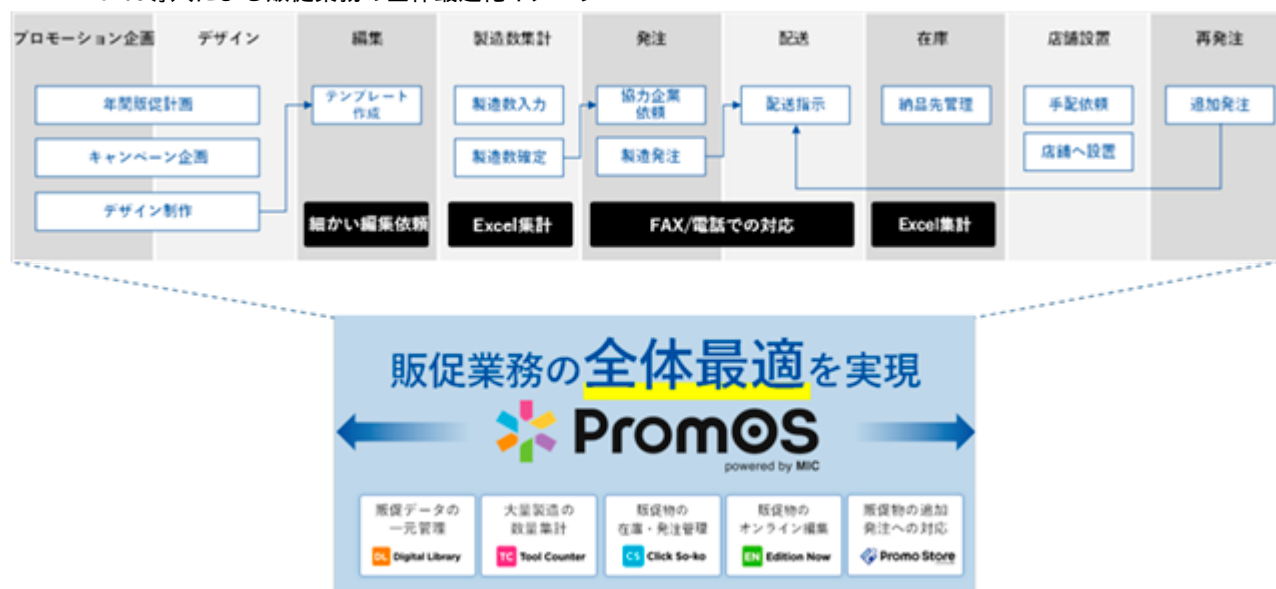 プロモーション企画
デザイン
編集
製造数集計
発注
配送
在庫
店舗設置
再発注
年間販促計画
キャンペーン企画
デザイン制作
テンプレート
作成
製造数入力
製造数確定
協力企業
依頼
製造発注
配送指示
納品先管理
手配依頼
店舗へ設置
追加発注
細かい編集依頼
Excel集計
FAX/電話での対応
Excel集計
販促業務の全体最適を実現
PromOS
powered by MIC
販促データの
一元管理
DL Digital Library
大量製造の
数量集計
TC Tool Counter
販促物の
在庫・発注管理
CS Click So-ko
販促物の
オンライン編集
EN Edition Now
販促物の追加
発注への対応
Promo Store